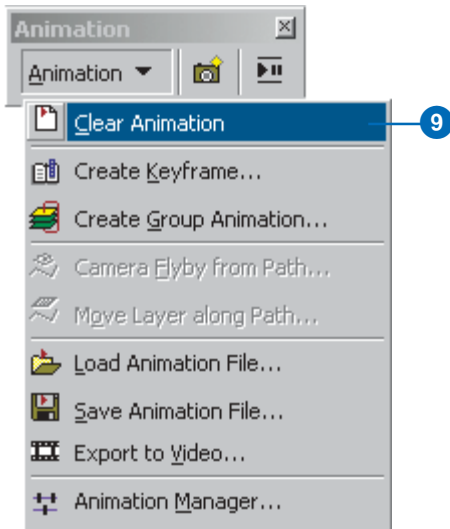 Animation
Animation
Clear Animation
9
Create Keyframe...
Create Group Animation...
Camera Flyby from Path...
Move Layer along Path...
Load Animation File...
Save Animation File...
Export to Video...
Animation Manager...